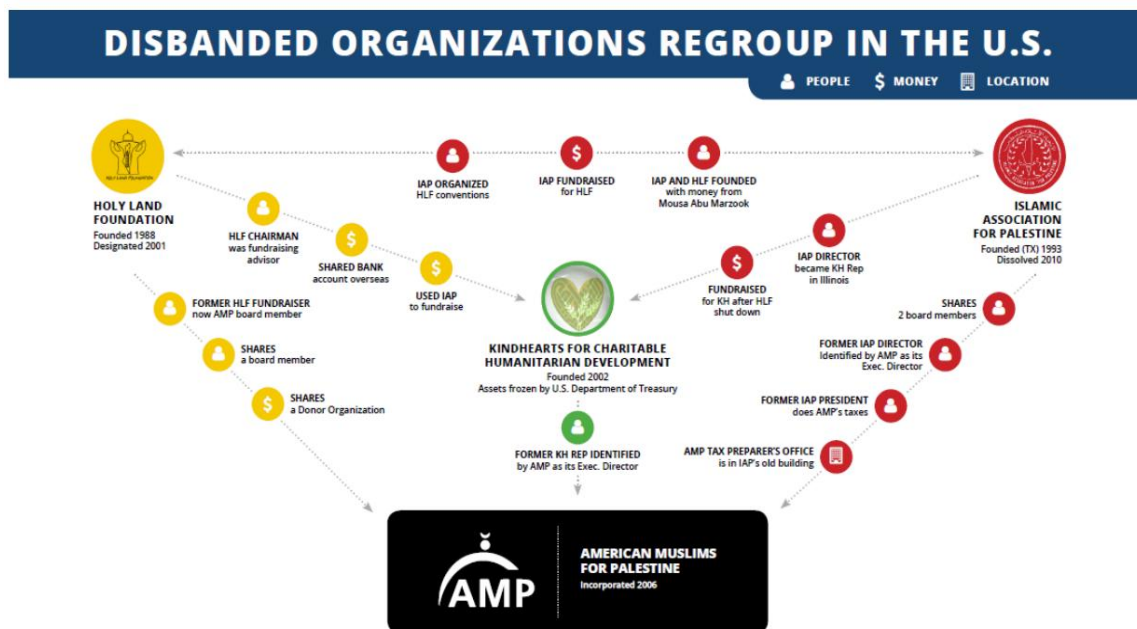 DISBANDED ORGANIZATIONS REGROUP IN THE U.S.
PEOPLE
$ MONEY
LOCATION
HOLY LAND FOUNDATION
HOLY LAND
FOUNDATION
Founded 1988
Designated 2001
IAP ORGANIZED
HLF conventions
$
IAP FUNDRAISED
for HLF
IAP AND HLF FOUNDED
with money from
Mousa Abu Marzook
ISLAMIC
ASSOCIATION
FOR PALESTINE
Founded (TX) 1993
Dissolved 2010
HLF CHAIRMAN
was fundraising
advisor
$
SHARED BANK
account overseas
$
USED IAP
to fundraise
IAP DIRECTOR
became KH Rep
in Illinois
$
FUNDRAISED
for KH after HLF
shut down
KINDHEARTS FOR CHARITABLE
HUMANITARIAN DEVELOPMENT
Founded 2002
Assets frozen by U.S. Department of Treasury
FORMER KH REP IDENTIFIED
by AMP as its Exec. Director
FORMER HLF FUNDRAISER
now AMP board member
SHARES
a board member
$
SHARES
a Donor Organization
SHARES
2 board members
FORMER IAP DIRECTOR
Identified by AMP as its
Exec. Director
FORMER IAP PRESIDENT
does AMP's taxes
AMP TAX PREPARER'S OFFICE
is in IAP's old building
AMP
AMERICAN MUSLIMS
FOR PALESTINE
Incorporated 2006